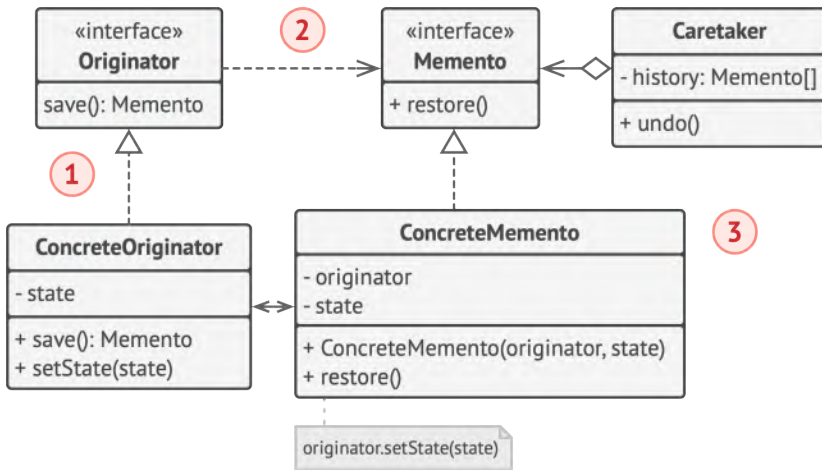 «interface»
Originator
save(): Memento
2
«interface»
Memento
+ restore()
Caretaker
- history: Memento[]
+ undo()
1
ConcreteOriginator
- state
+ save(): Memento
+ setState(state)
ConcreteMemento
- originator
- state
+ ConcreteMemento(originator, state)
+ restore()
3
originator.setState(state)